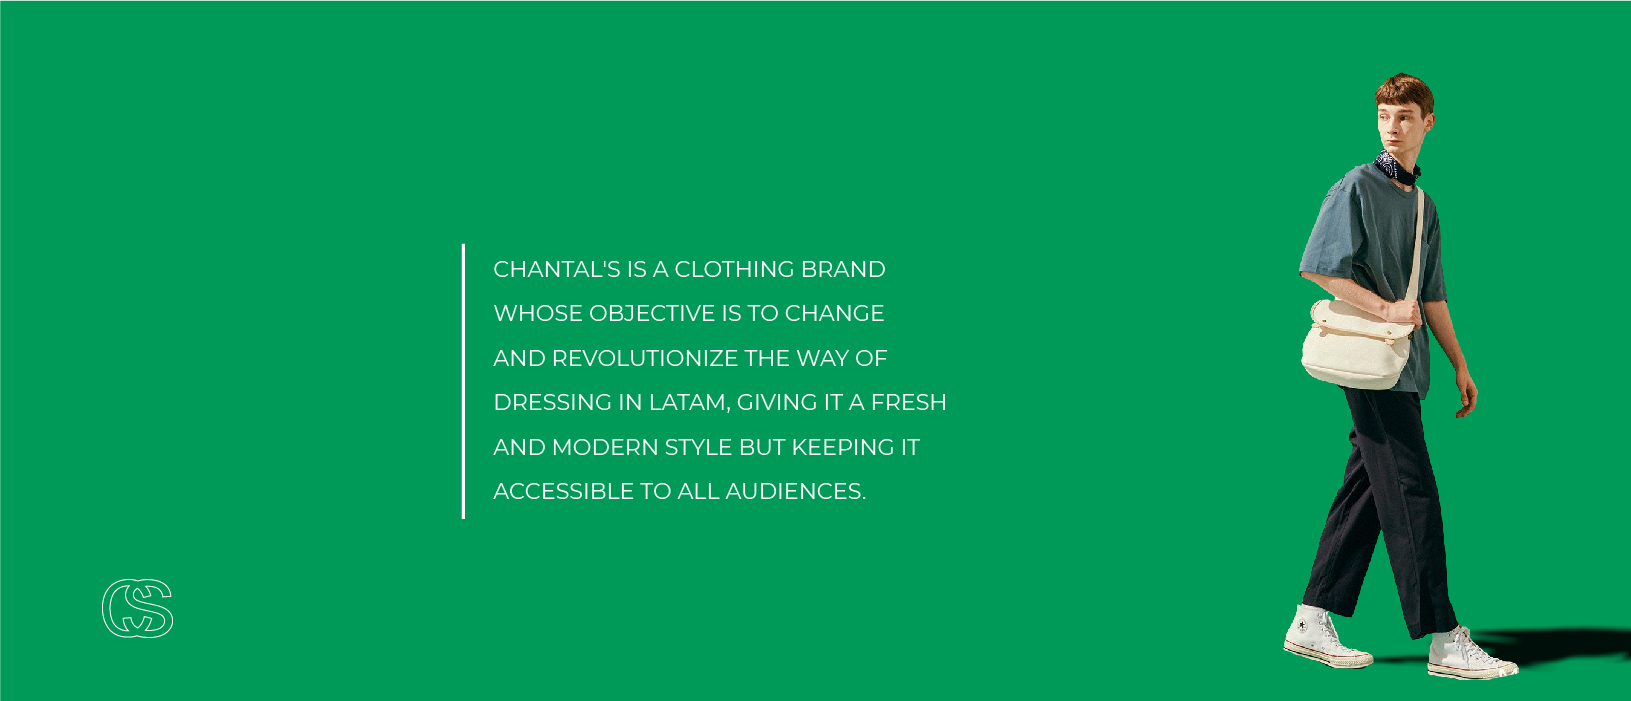 CHANTAL'S IS A CLOTHING BRAND
WHOSE OBJECTIVE IS TO CHANGE
AND REVOLUTIONIZE THE WAY OF
DRESSING IN LATAM, GIVING IT A FRESH
AND MODERN STYLE BUT KEEPING IT
ACCESSIBLE TO ALL AUDIENCES.
CS